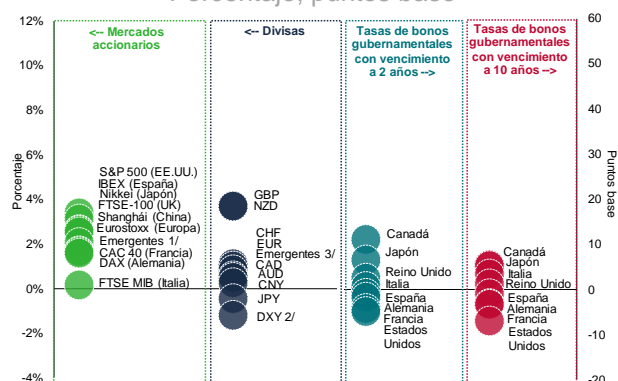 Porcentaje, puntos base
<-- Mercados
accionarios
<-- Divisas
Tasas de bonos
gubernamentales
con vencimiento
a 2 años -->
Tasas de bonos
gubernamentales
con vencimiento
a 10 años -->
Porcentaje
12%
10%
8%
6%
4%
2%
0%
-2%
-4%
S&P 500 (EE.UU.)
IBEX (España)
Nikkei (Japón)
FTSE-100 (UK)
Shanghái (China)
Eurostoxx (Europa)
Emergentes 1/
CAC 40 (Francia)
DAX (Alemania)
FTSE MIB (Italia)
GBP
NZD
CHF
EUR
Emergentes 3/
CAD
AUD
CNY
JPY
DXY 2/
Canadá
Japón
Reino Unido
Italia
España
Alemania
Francia
Estados
Unidos
Canadá
Japón
Italia
Reino Unido
España
Alemania
Francia
Estados
Unidos
60
50
40
30
20
10
0
-10
-20
Puntos base